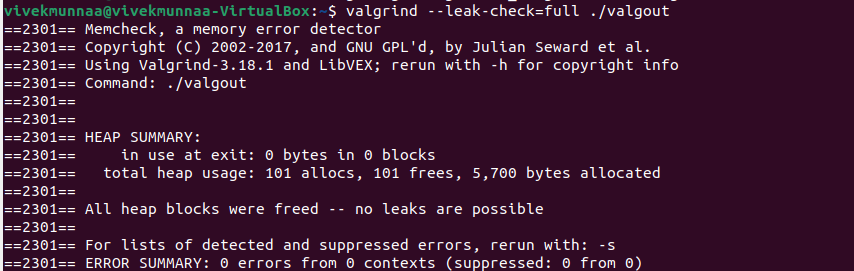 vivekmunnaa@vivekmunnaa-VirtualBox:~$ valgrind --leak-check=full ./valgout
==2301== Memcheck, a memory error detector
==2301== Copyright (C) 2002-2017, and GNU GPL'd, by Julian Seward et al.
==2301== Using Valgrind-3.18.1 and LibVEX; rerun with -h for copyright info
==2301== Command: ./valgout
==2301==
==2301==
==2301== HEAP SUMMARY:
==2301==     in use at exit: 0 bytes in 0 blocks
==2301==   total heap usage: 101 allocs, 101 frees, 5,700 bytes allocated
==2301==
==2301== All heap blocks were freed -- no leaks are possible
==2301==
==2301== For lists of detected and suppressed errors, rerun with: -s
==2301== ERROR SUMMARY: 0 errors from 0 contexts (suppressed: 0 from 0)